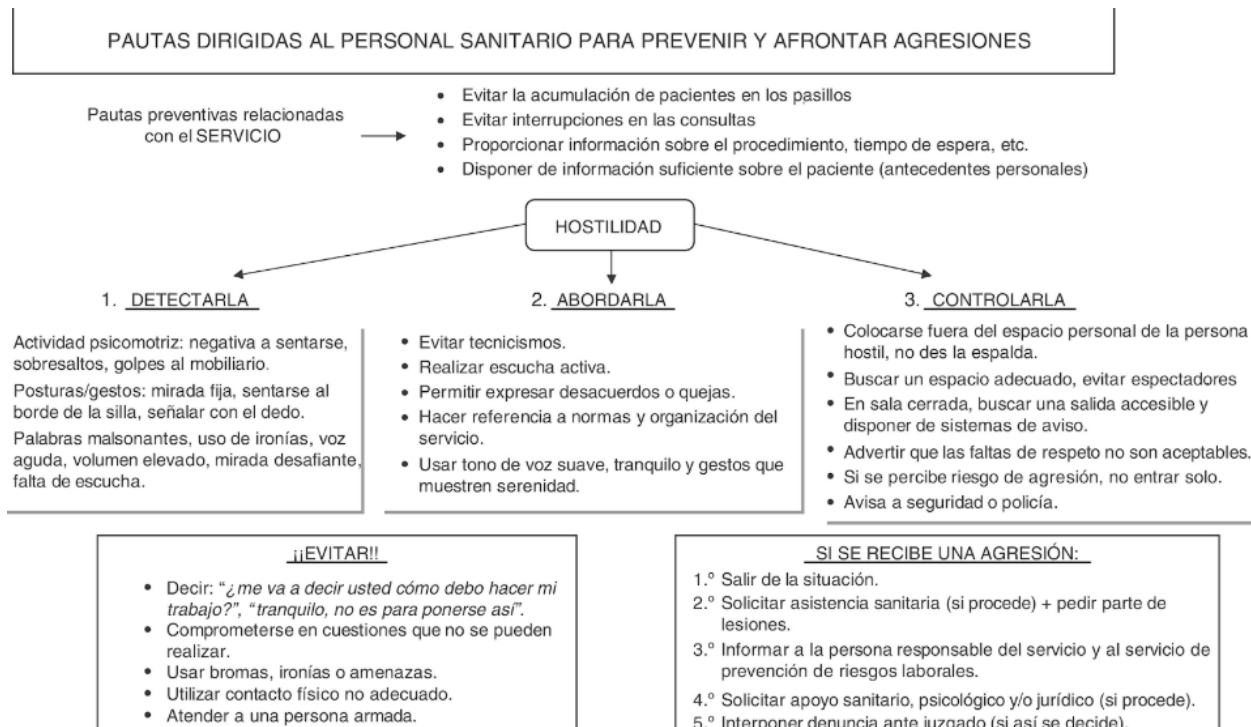 PAUTAS DIRIGIDAS AL PERSONAL SANITARIO PARA PREVENIR Y AFRONTAR AGRESIONES
Pautas preventivas relacionadas
con el SERVICIO
• Evitar la acumulación de pacientes en los pasillos
• Evitar interrupciones en las consultas
• Proporcionar información sobre el procedimiento, tiempo de espera, etc.
• Disponer de información suficiente sobre el paciente (antecedentes personales)
HOSTILIDAD
1. DETECTARLA
Actividad psicomotriz: negativa a sentarse,
sobresaltos, golpes al mobiliario.
Posturas/gestos: mirada fija, sentarse al
borde de la silla, señalar con el dedo.
Palabras malsonantes, uso de ironías, voz
aguda, volumen elevado, mirada desafiante,
falta de escucha.
2. ABORDARLA
• Evitar tecnicismos.
• Realizar escucha activa.
• Permitir expresar desacuerdos o quejas.
• Hacer referencia a normas y organización del
servicio.
• Usar tono de voz suave, tranquilo y gestos que
muestren serenidad.
3. CONTROLARLA
• Colocarse fuera del espacio personal de la persona
hostil, no des la espalda.
• Buscar un espacio adecuado, evitar espectadores
• En sala cerrada, buscar una salida accesible y
disponer de sistemas de aviso.
• Advertir que las faltas de respeto no son aceptables.
• Si se percibe riesgo de agresión, no entrar solo.
• Avisa a seguridad o policía.
¡¡EVITAR!!
• Decir: “¿me va a decir usted cómo debo hacer mi
trabajo?”, “tranquilo, no es para ponerse así”.
• Comprometerse en cuestiones que no se pueden
realizar.
• Usar bromas, ironías o amenazas.
• Utilizar contacto físico no adecuado.
• Atender a una persona armada.
SI SE RECIBE UNA AGRESIÓN:
1.º Salir de la situación.
2.º Solicitar asistencia sanitaria (si procede) + pedir parte de
lesiones.
3.º Informar a la persona responsable del servicio y al servicio de
prevención de riesgos laborales.
4.º Solicitar apoyo sanitario, psicológico y/o jurídico (si procede).
5.º Interponer denuncia ante juzgado (si así se decide).